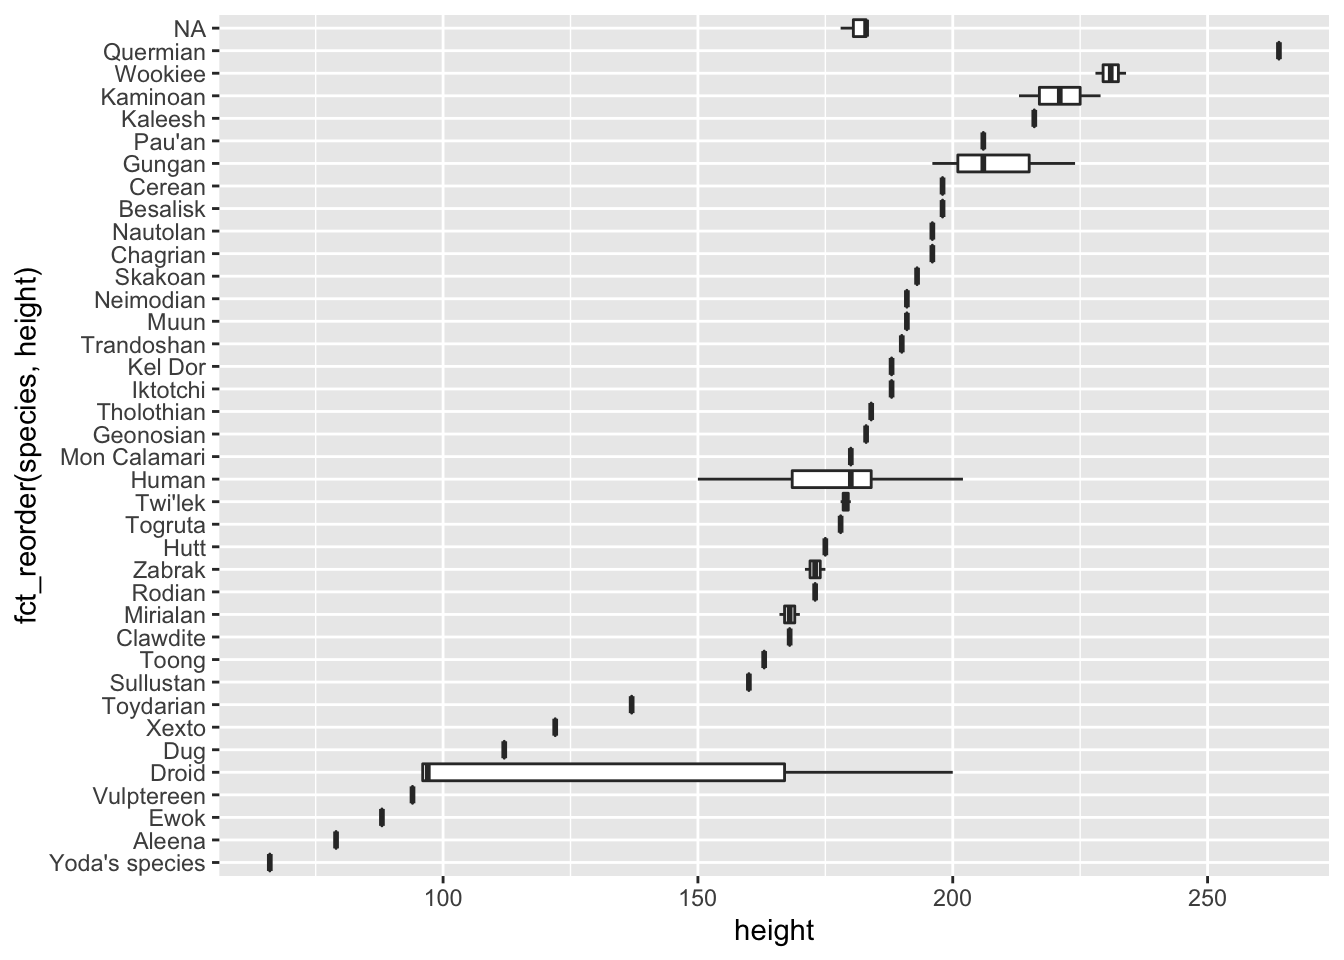 NA
Quermian
Wookiee
Kaminoan
Kaleesh
Pau'an
Gungan
Cerean
Besalisk
Nautolan
Chagrian
Skakoan
Neimodian
Muun
Trandoshan
Kel Dor
Iktotchi
Tholothian
Geonosian
Mon Calamari
Human
Twi'lek
Togruta
Hutt
Zabrak
Rodian
Mirialan
Clawdite
Toong
Sullustan
Toydarian
Xexto
Dug
Droid
Vulptereen
Ewok
Aleena
Yoda's species
fct_reorder(species, height)
100 150 200 250
height